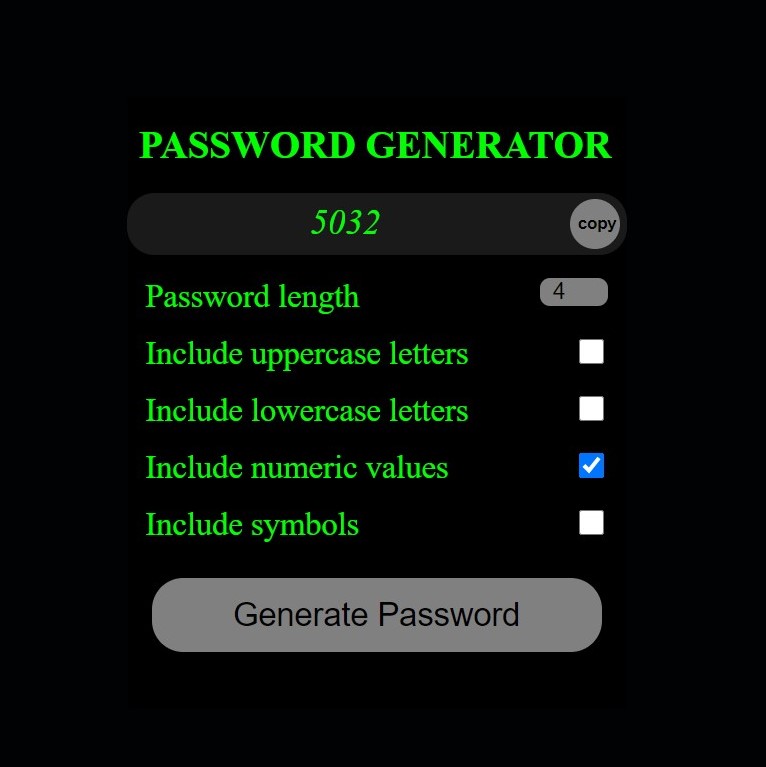 PASSWORD GENERATOR
5032 copy
Password length 4
Include uppercase letters
Include lowercase letters
Include numeric values
Include symbols
Generate Password